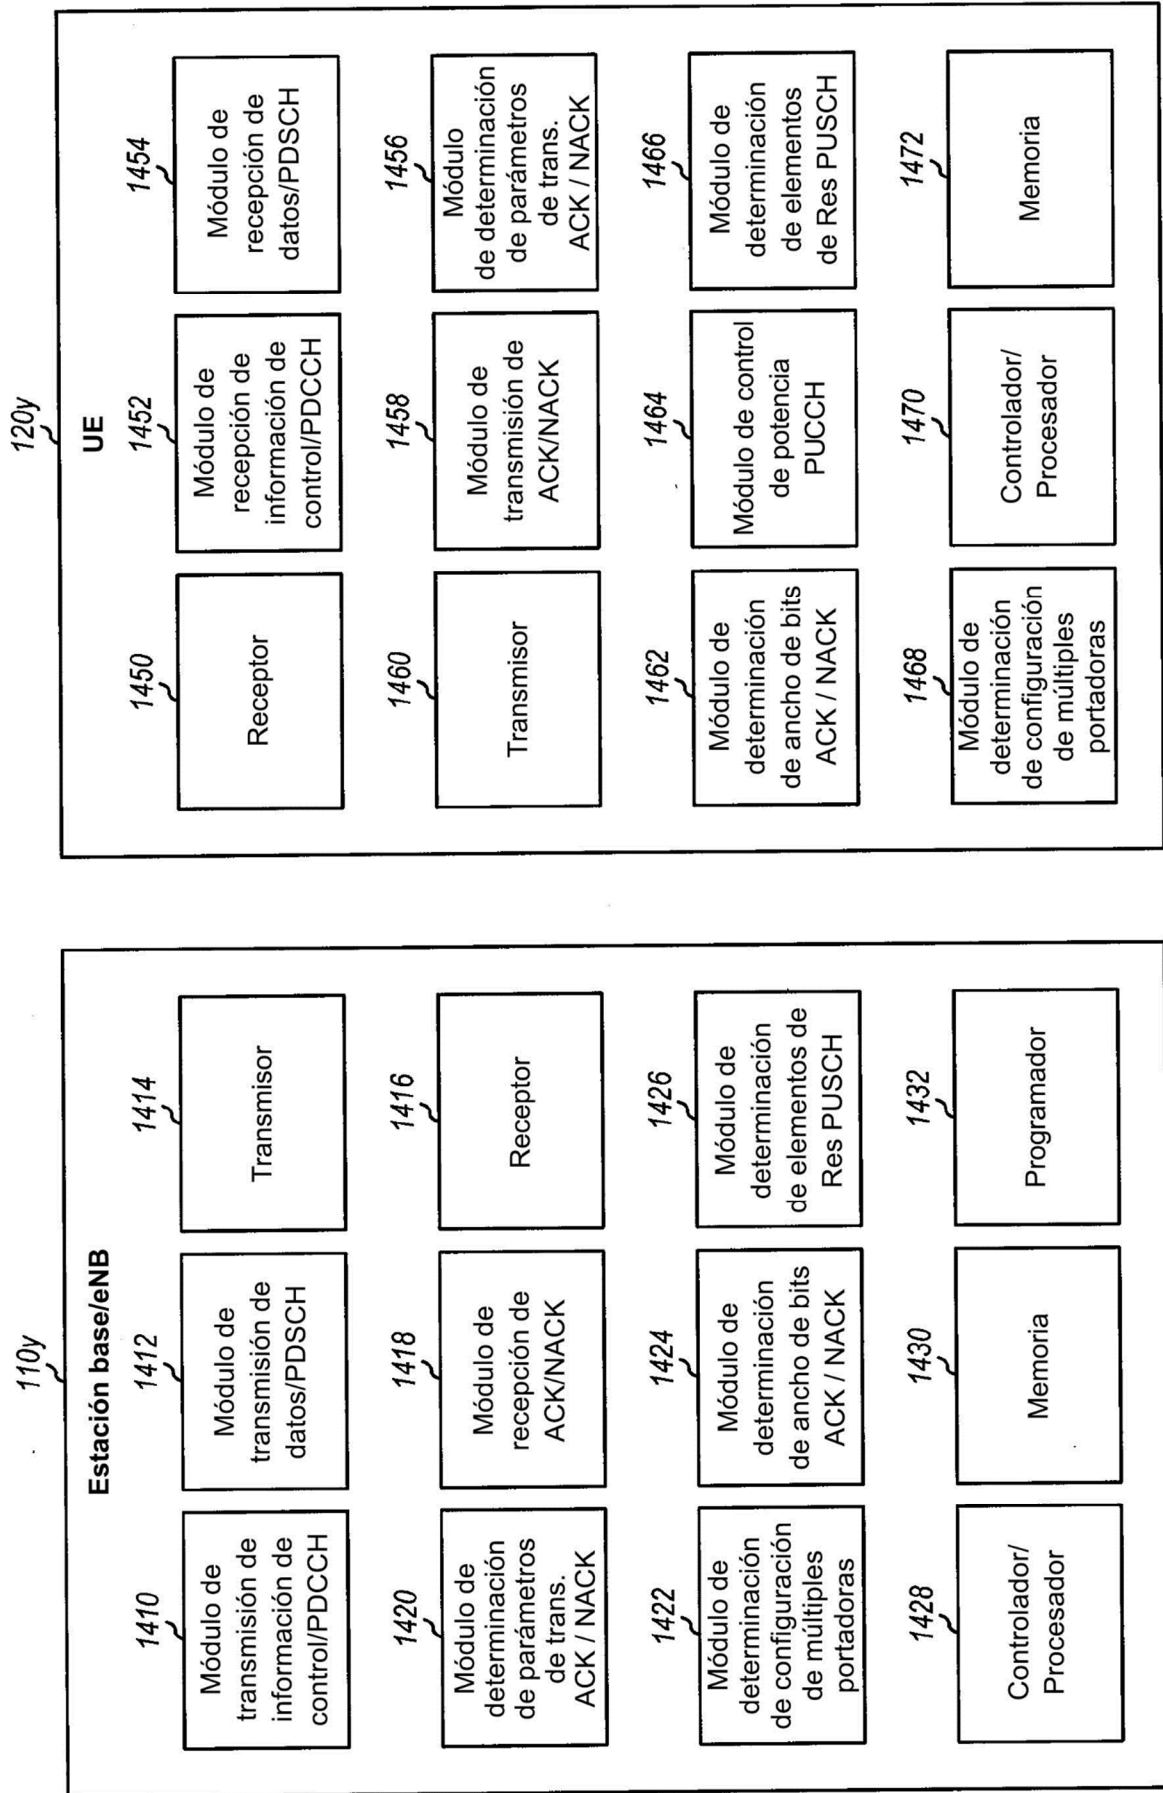 110y
Estación base/eNB
1410
Módulo de
transmisión de
información de
control/PDCCH
1412
Módulo de
transmisión de
datos/PDSCH
1414
Transmisor
1420
Módulo de
determinación
de parámetros
de trans.
ACK / NACK
1418
Módulo de
recepción de
ACK/NACK
1416
Receptor
1422
Módulo de
determinación
de configuración
de múltiples
portadoras
1424
Módulo de
determinación
de ancho de bits
ACK / NACK
1426
Módulo de
determinación
de elementos de
Res PUSCH
1428
Controlador/
Procesador
1430
Memoria
1432
Programador
120y
UE
1450
Receptor
1452
Módulo de
recepción de
información de
control/PDCCH
1454
Módulo de
recepción de
datos/PDSCH
1460
Transmisor
1458
Módulo de
transmisión de
ACK/NACK
1456
Módulo
de determinación
de parámetros
de trans.
ACK / NACK
1462
Módulo de
determinación
de ancho de bits
ACK / NACK
1464
Módulo de control
de potencia
PUCCH
1466
Módulo de
determinación
de elementos
de Res PUSCH
1468
Módulo de
determinación
de configuración
de múltiples
portadoras
1470
Controlador/
Procesador
1472
Memoria